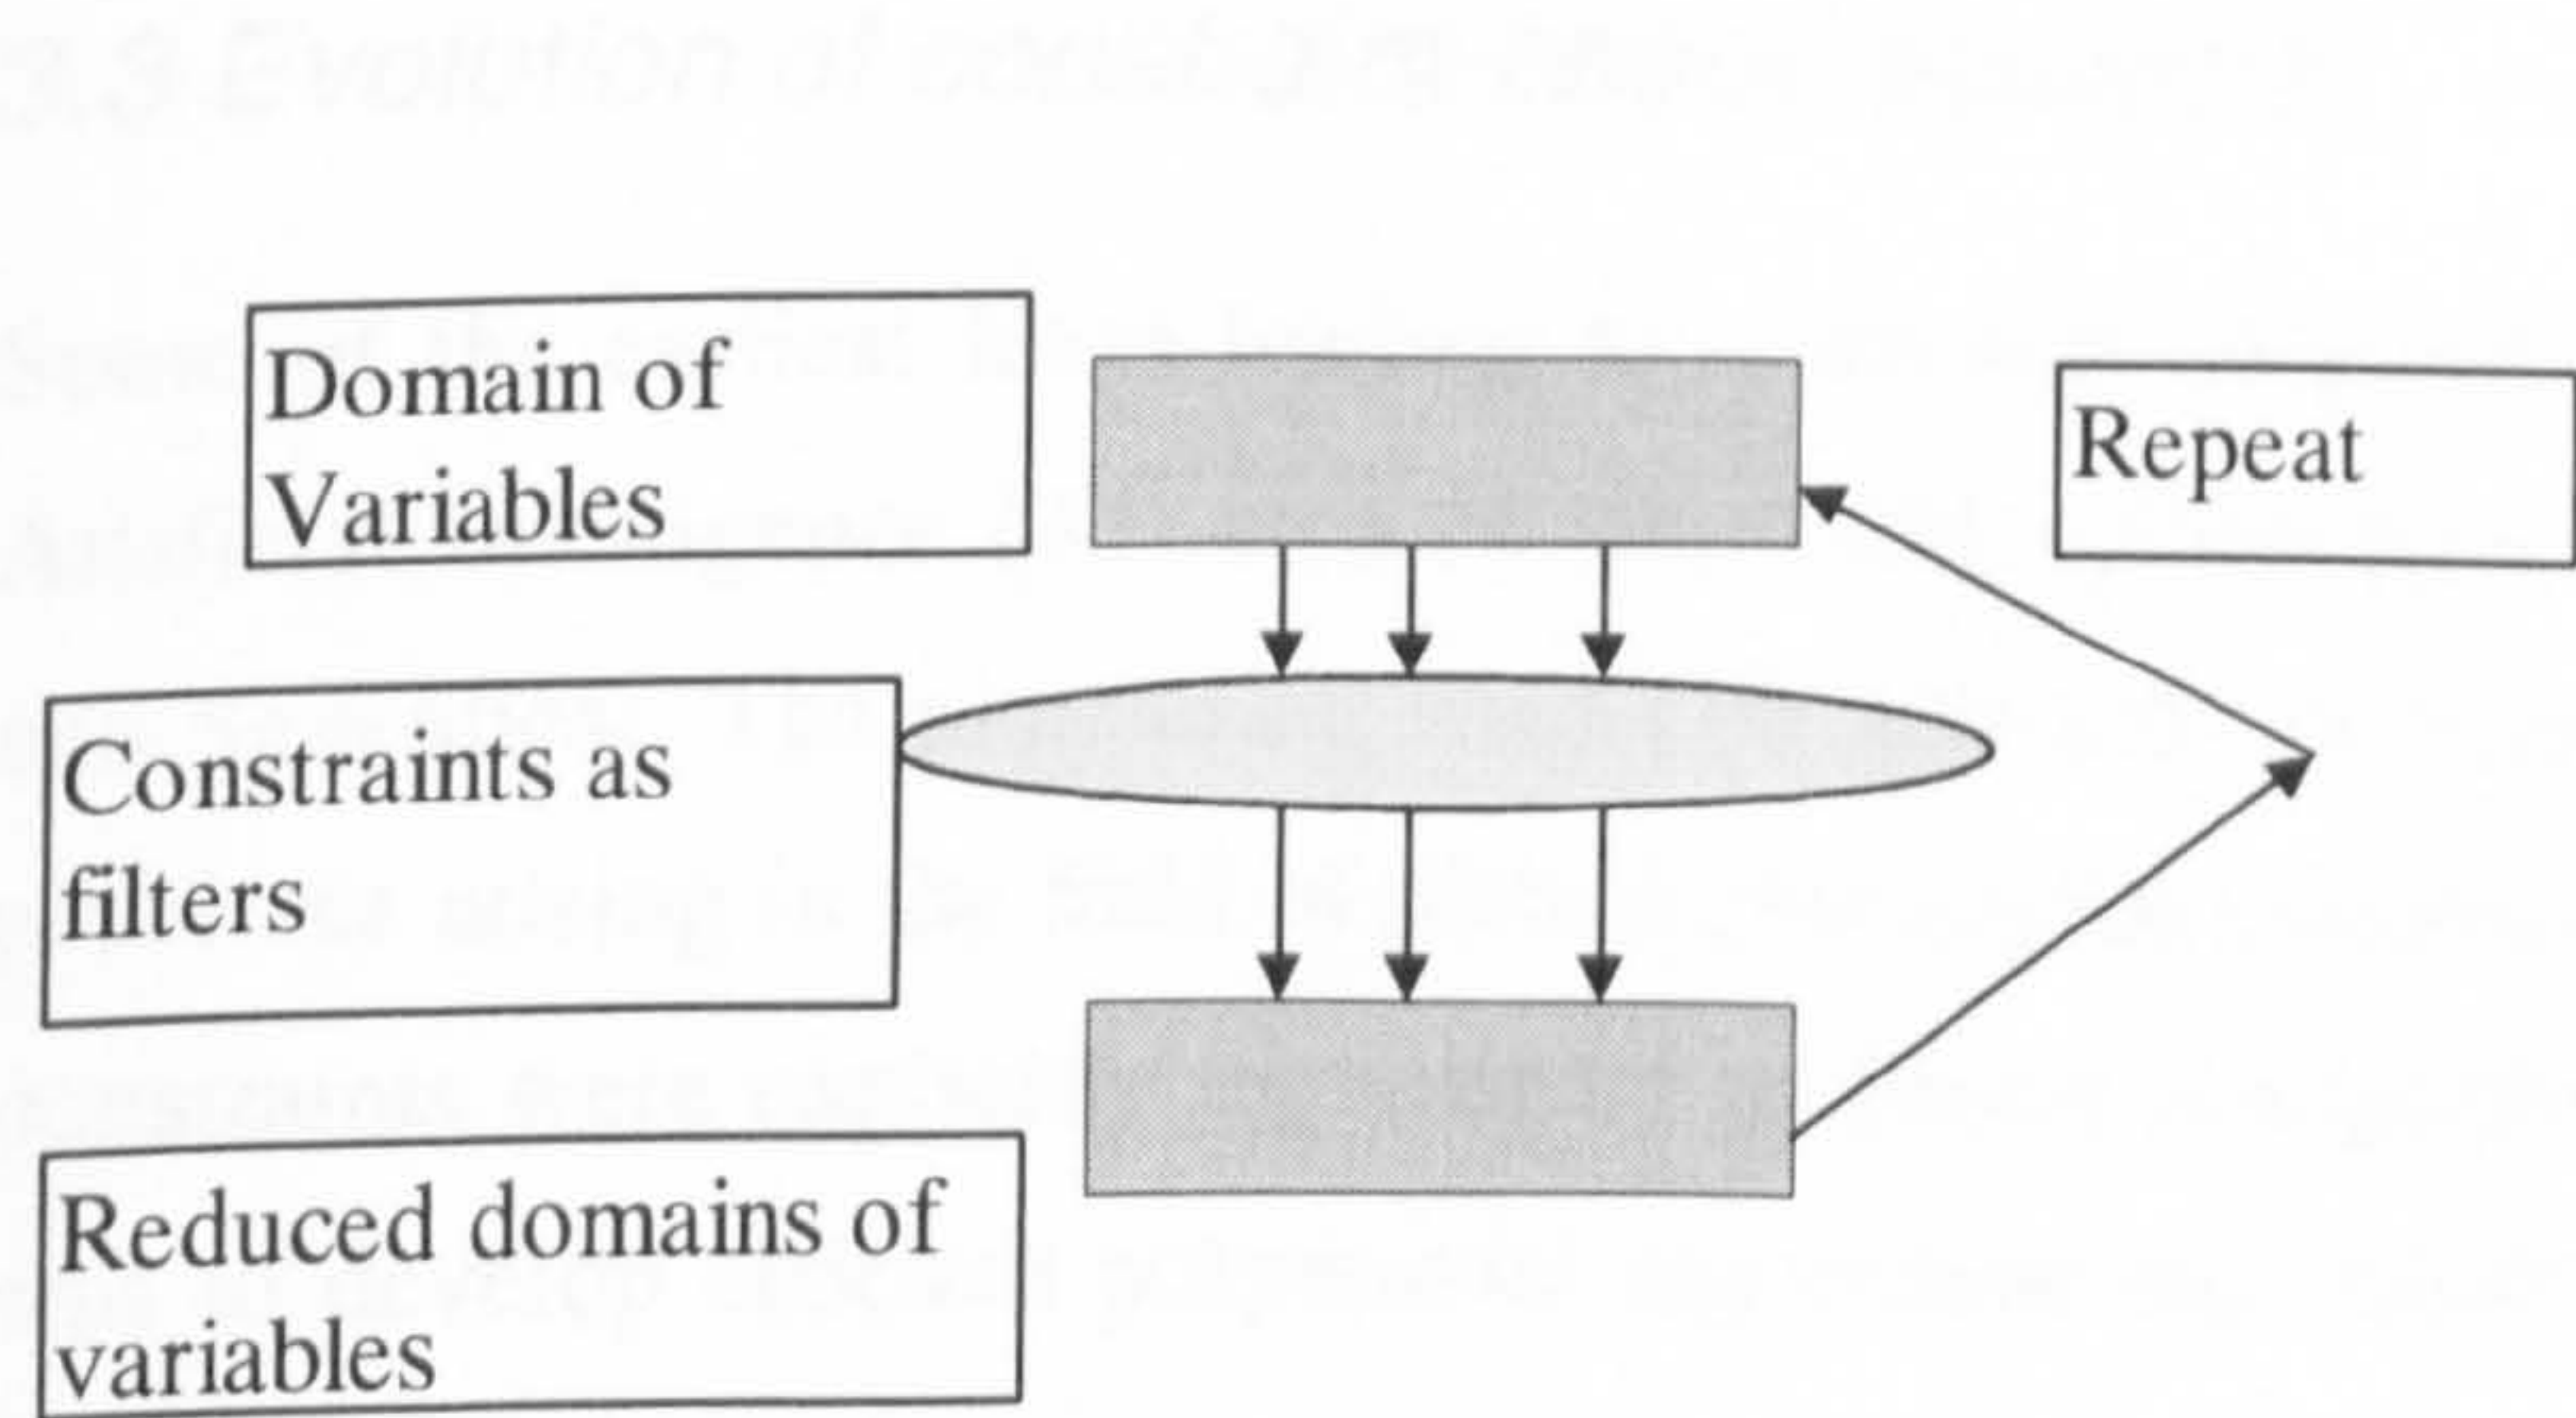 Domain of
Variables
Repeat
Constraints as
filters
Reduced domains of
variables